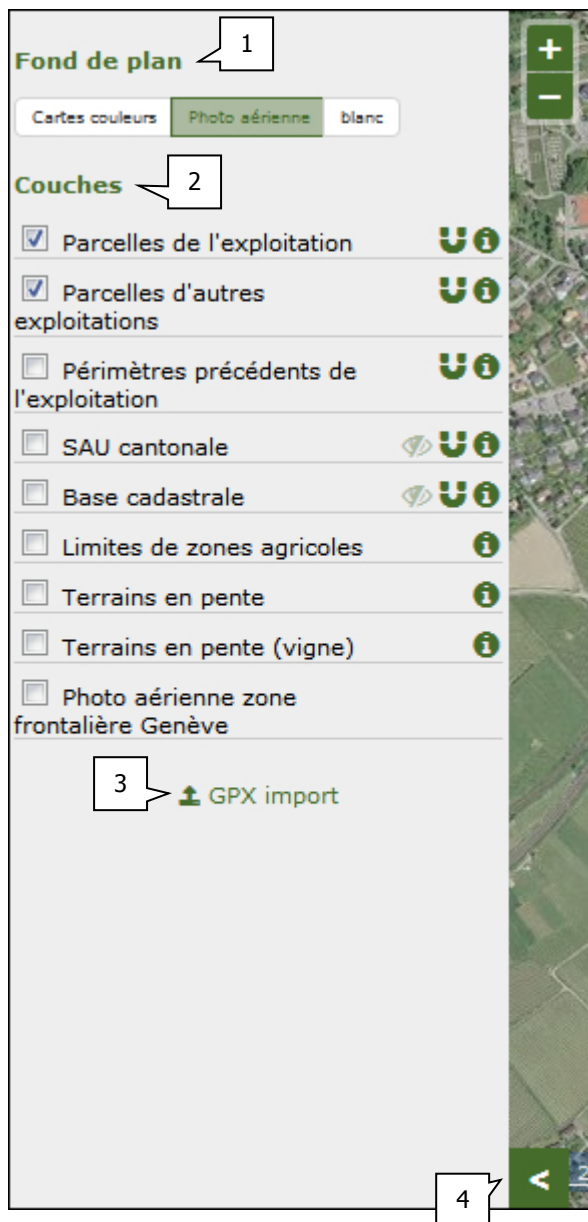 Fond de plan
1
Cartes couleurs Photo aérienne blanc
Couches
2
Parcelles de l'exploitation
Parcelles d'autres
exploitations
Périmètres précédents de
l'exploitation
SAU cantonale
Base cadastrale
Limites de zones agricoles
Terrains en pente
Terrains en pente (vigne)
Photo aérienne zone
frontalière Genève
3
GPX import
4
<
2
+
−